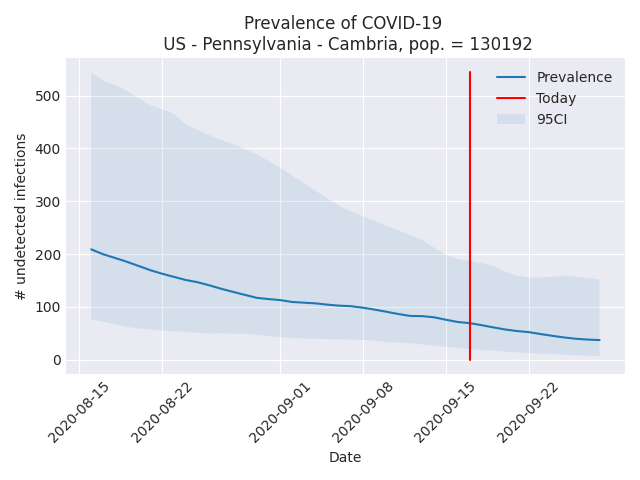 Prevalence of COVID-19
US - Pennsylvania - Cambria, pop. = 130192
Prevalence
Today
95CI
# undetected infections
500
400
300
200
100
0
2020-08-15
2020-08-22
2020-09-01
2020-09-08
2020-09-15
2020-09-22
Date